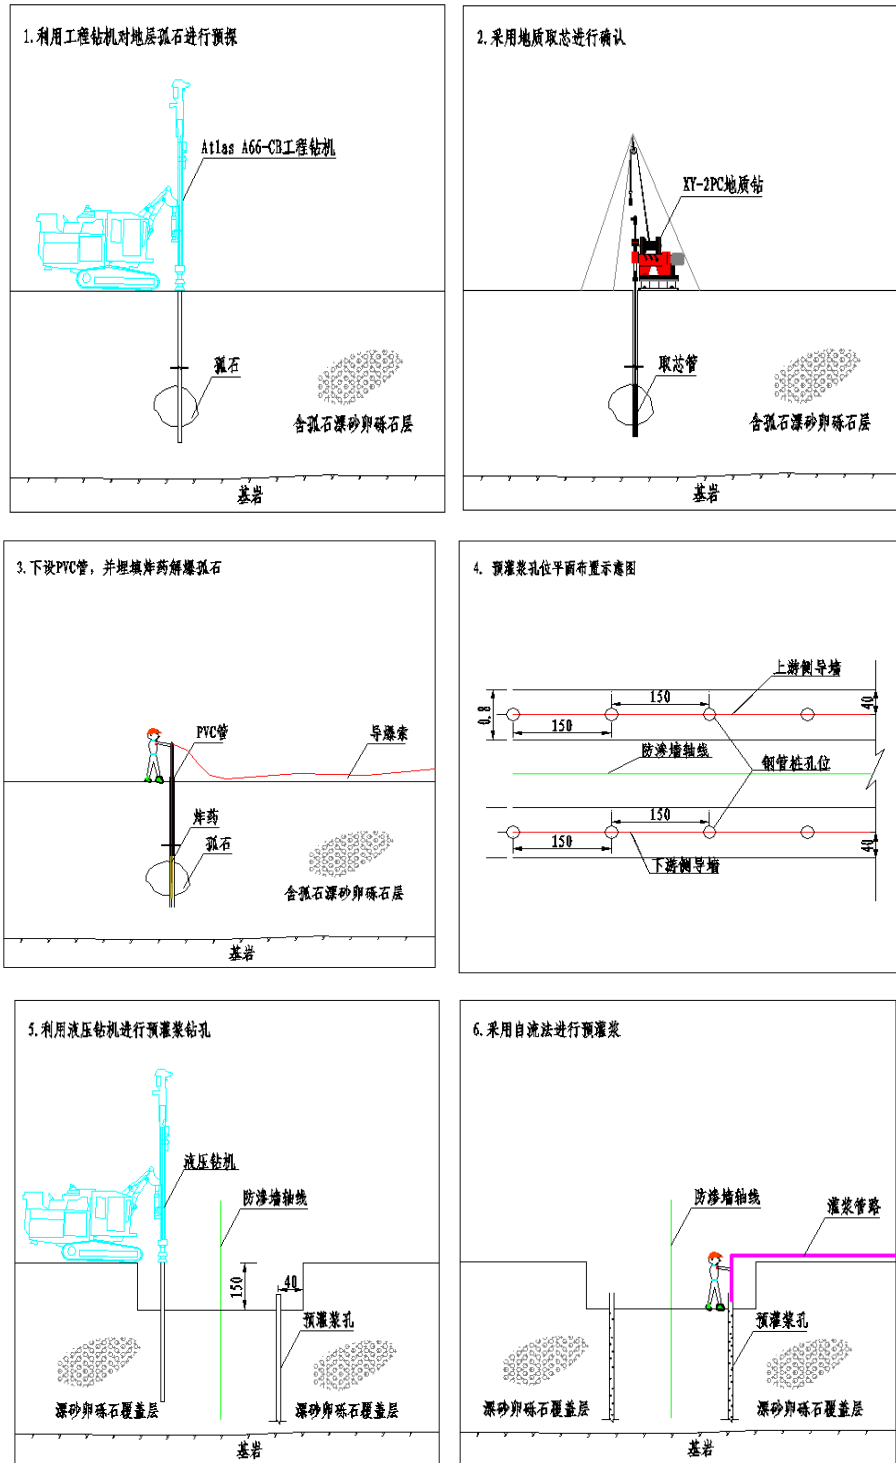 1.利用工程钻机对地层孤石进行预探
Atlas A66-CB工程钻机
孤石
含孤石漂砂卵砾石层
基岩
2.采用地质取芯进行确认
XY-2PC地质钻
取芯管
含孤石漂砂卵砾石层
基岩
3.下设PVC管，并埋填炸药解爆孤石
PVC管
导爆索
炸药
孤石
含孤石漂砂卵砾石层
基岩
4. 预灌浆孔位平面布置示意图
上游侧导墙
150
40
0.8
150
防渗墙轴线
钢管桩孔位
150
150
40
下游侧导墙
5.利用液压钻机进行预灌浆钻孔
液压钻机
防渗墙轴线
150
40
预灌浆孔
漂砂卵砾石覆盖层
漂砂卵砾石覆盖层
基岩
6.采用自流法进行预灌浆
防渗墙轴线
灌浆管路
预灌浆孔
漂砂卵砾石覆盖层
漂砂卵砾石覆盖层
基岩